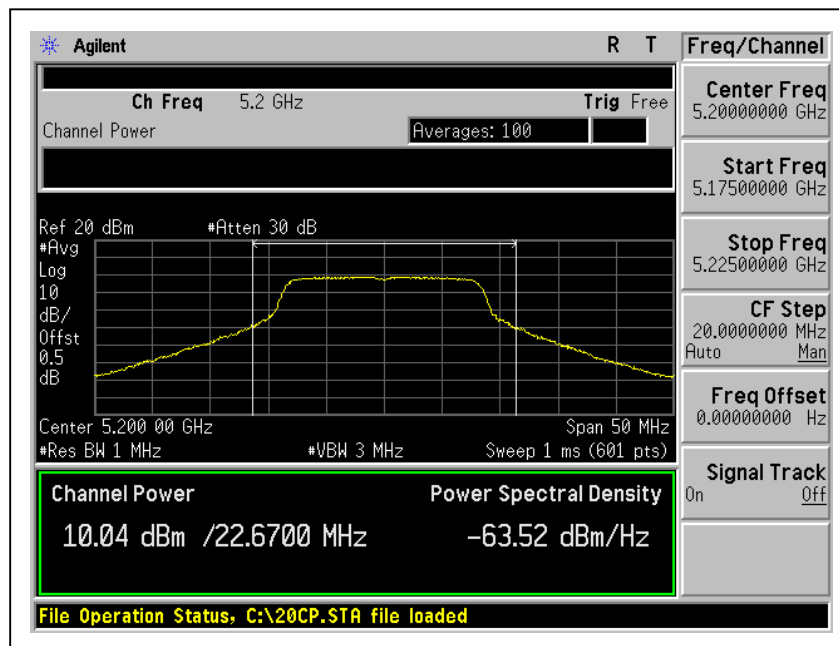 Agilent R T Freq/Channel
Ch Freq 5.2 GHz Trig Free
Channel Power Averages: 100
Ref 20 dBm #Atten 30 dB
#Avg
Log
10
dB/
Offst
0.5
dB
Center 5.200 00 GHz Span 50 MHz
#Res BW 1 MHz #VBW 3 MHz Sweep 1 ms (601 pts)
Channel Power Power Spectral Density
10.04 dBm /22.6700 MHz -63.52 dBm/Hz
File Operation Status, C:\20CP.STA file loaded
Center Freq
5.20000000 GHz
Start Freq
5.17500000 GHz
Stop Freq
5.22500000 GHz
CF Step
20.0000000 MHz
Auto Man
Freq Offset
0.00000000 Hz
Signal Track
On Off